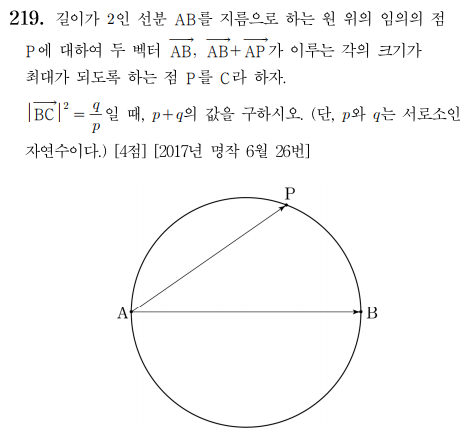 219. 길이가 2인 선분 AB를 지름으로 하는 원 위의 임의의 점
P에 대하여 두 벡터 $\overrightarrow{AB}$, $\overrightarrow{AB}+\overrightarrow{AP}$가 이루는 각의 크기가
최대가 되도록 하는 점 P를 C라 하자.
$|\overrightarrow{BC}|^2=\frac{q}{p}$일 때, p+q의 값을 구하시오. (단, p와 q는 서로소인
자연수이다.) [4점] [2017년 명작 6월 26번]
P
A
B